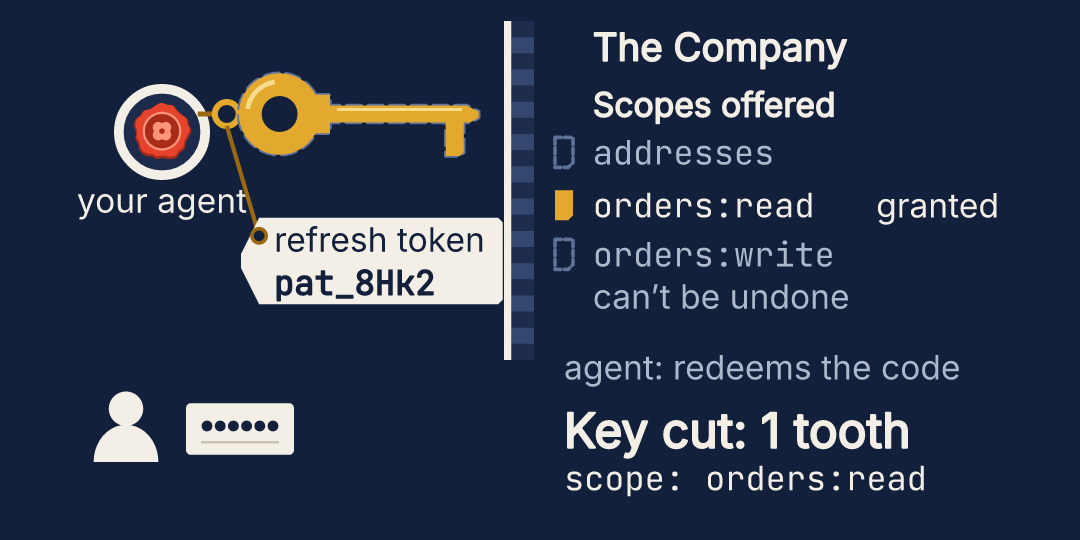 your agent
refresh token
pat_8Hk2
The Company
Scopes offered
addresses
orders:read granted
orders:write
can’t be undone
agent: redeems the code
Key cut: 1 tooth
scope: orders:read